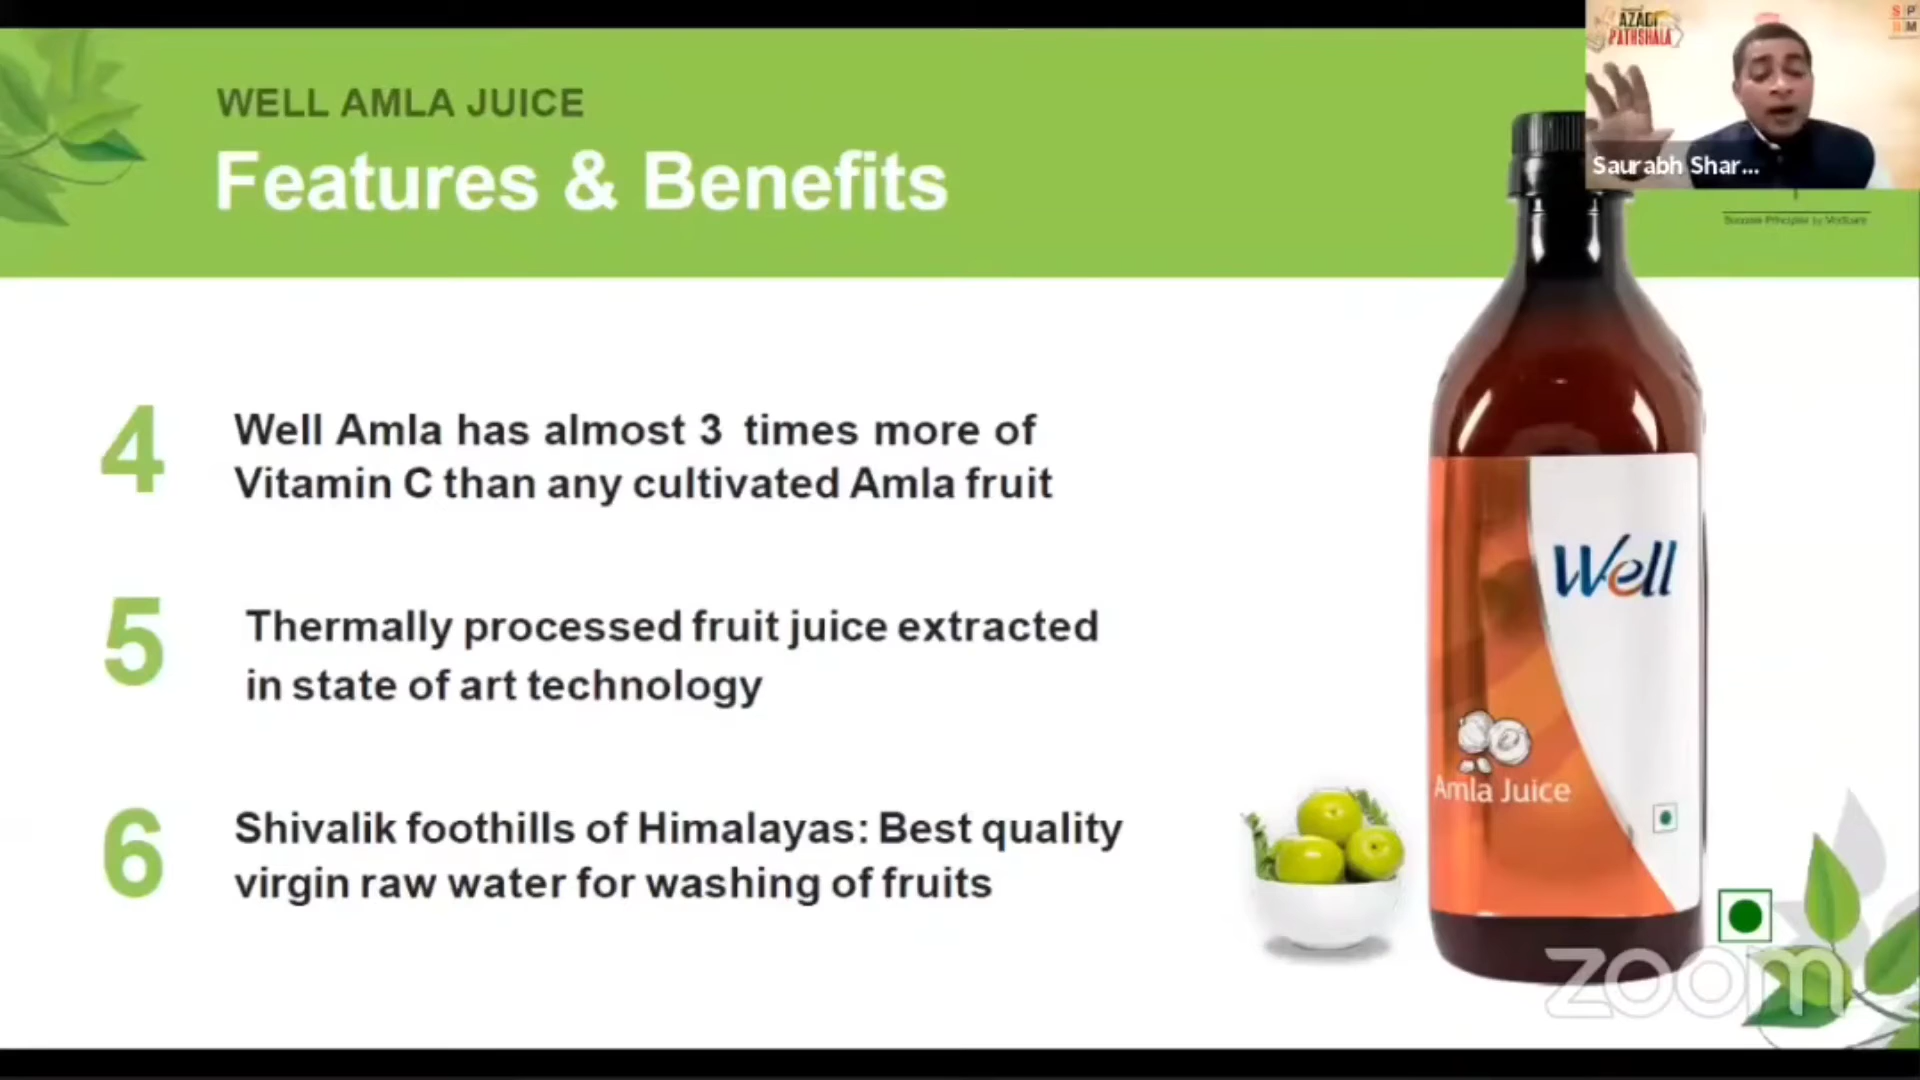 WELL AMLA JUICE
Features & Benefits
AZADI
PATHSHALA
S P
M
Saurabh Shar...
4
Well Amla has almost 3 times more of
Vitamin C than any cultivated Amla fruit
5
Thermally processed fruit juice extracted
in state of art technology
6
Shivalik foothills of Himalayas: Best quality
virgin raw water for washing of fruits
Well
Amla Juice
zoom